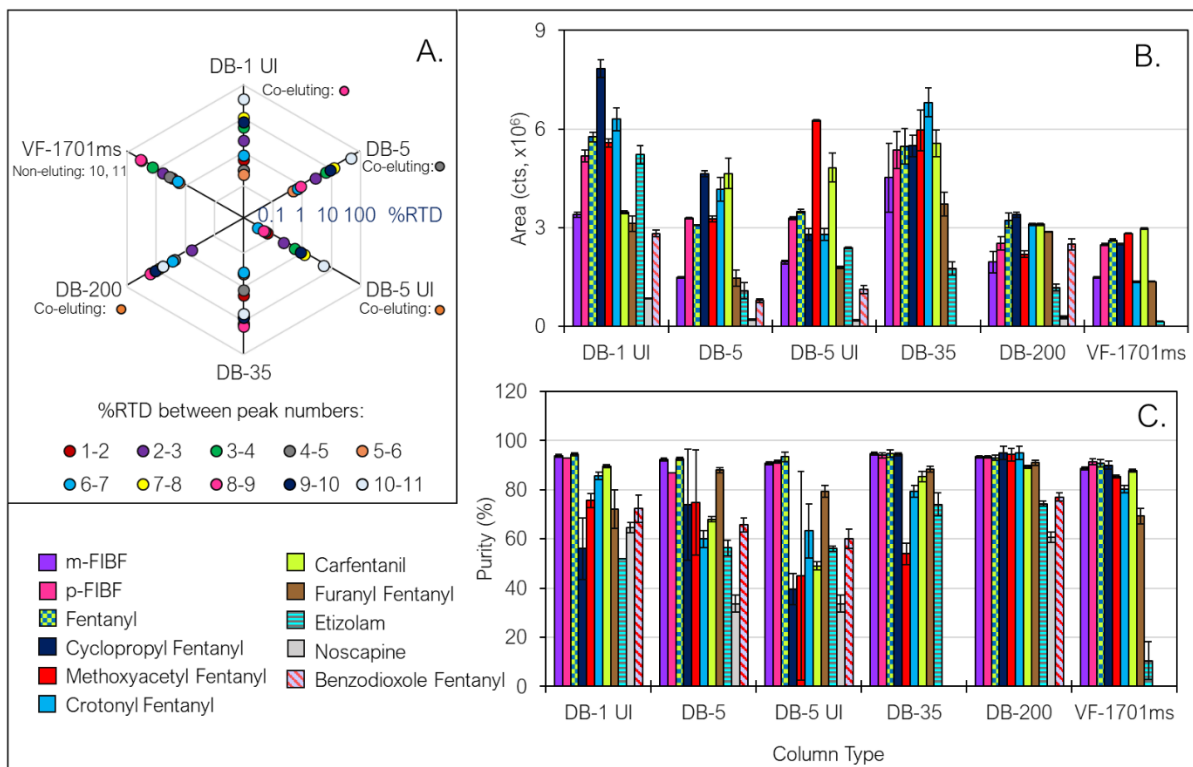 A.
DB-1 UI
Co-eluting:
VF-1701ms
Non-eluting: 10, 11
DB-5
Co-eluting:
0.1 1 10 100 %RTD
DB-200
Co-eluting:
DB-5 UI
Co-eluting:
DB-35
%RTD between peak numbers:
1-2 2-3 3-4 4-5 5-6
6-7 7-8 8-9 9-10 10-11
m-FIBF
p-FIBF
Fentanyl
Cyclopropyl Fentanyl
Methoxyacetyl Fentanyl
Crotonyl Fentanyl
Carfentanil
Furanyl Fentanyl
Etizolam
Noscapine
Benzodioxole Fentanyl
B.
Area (cts, x10⁶)
9
6
3
0
DB-1 UI DB-5 DB-5 UI DB-35 DB-200 VF-1701ms
C.
Purity (%)
120
100
80
60
40
20
0
DB-1 UI DB-5 DB-5 UI DB-35 DB-200 VF-1701ms
Column Type